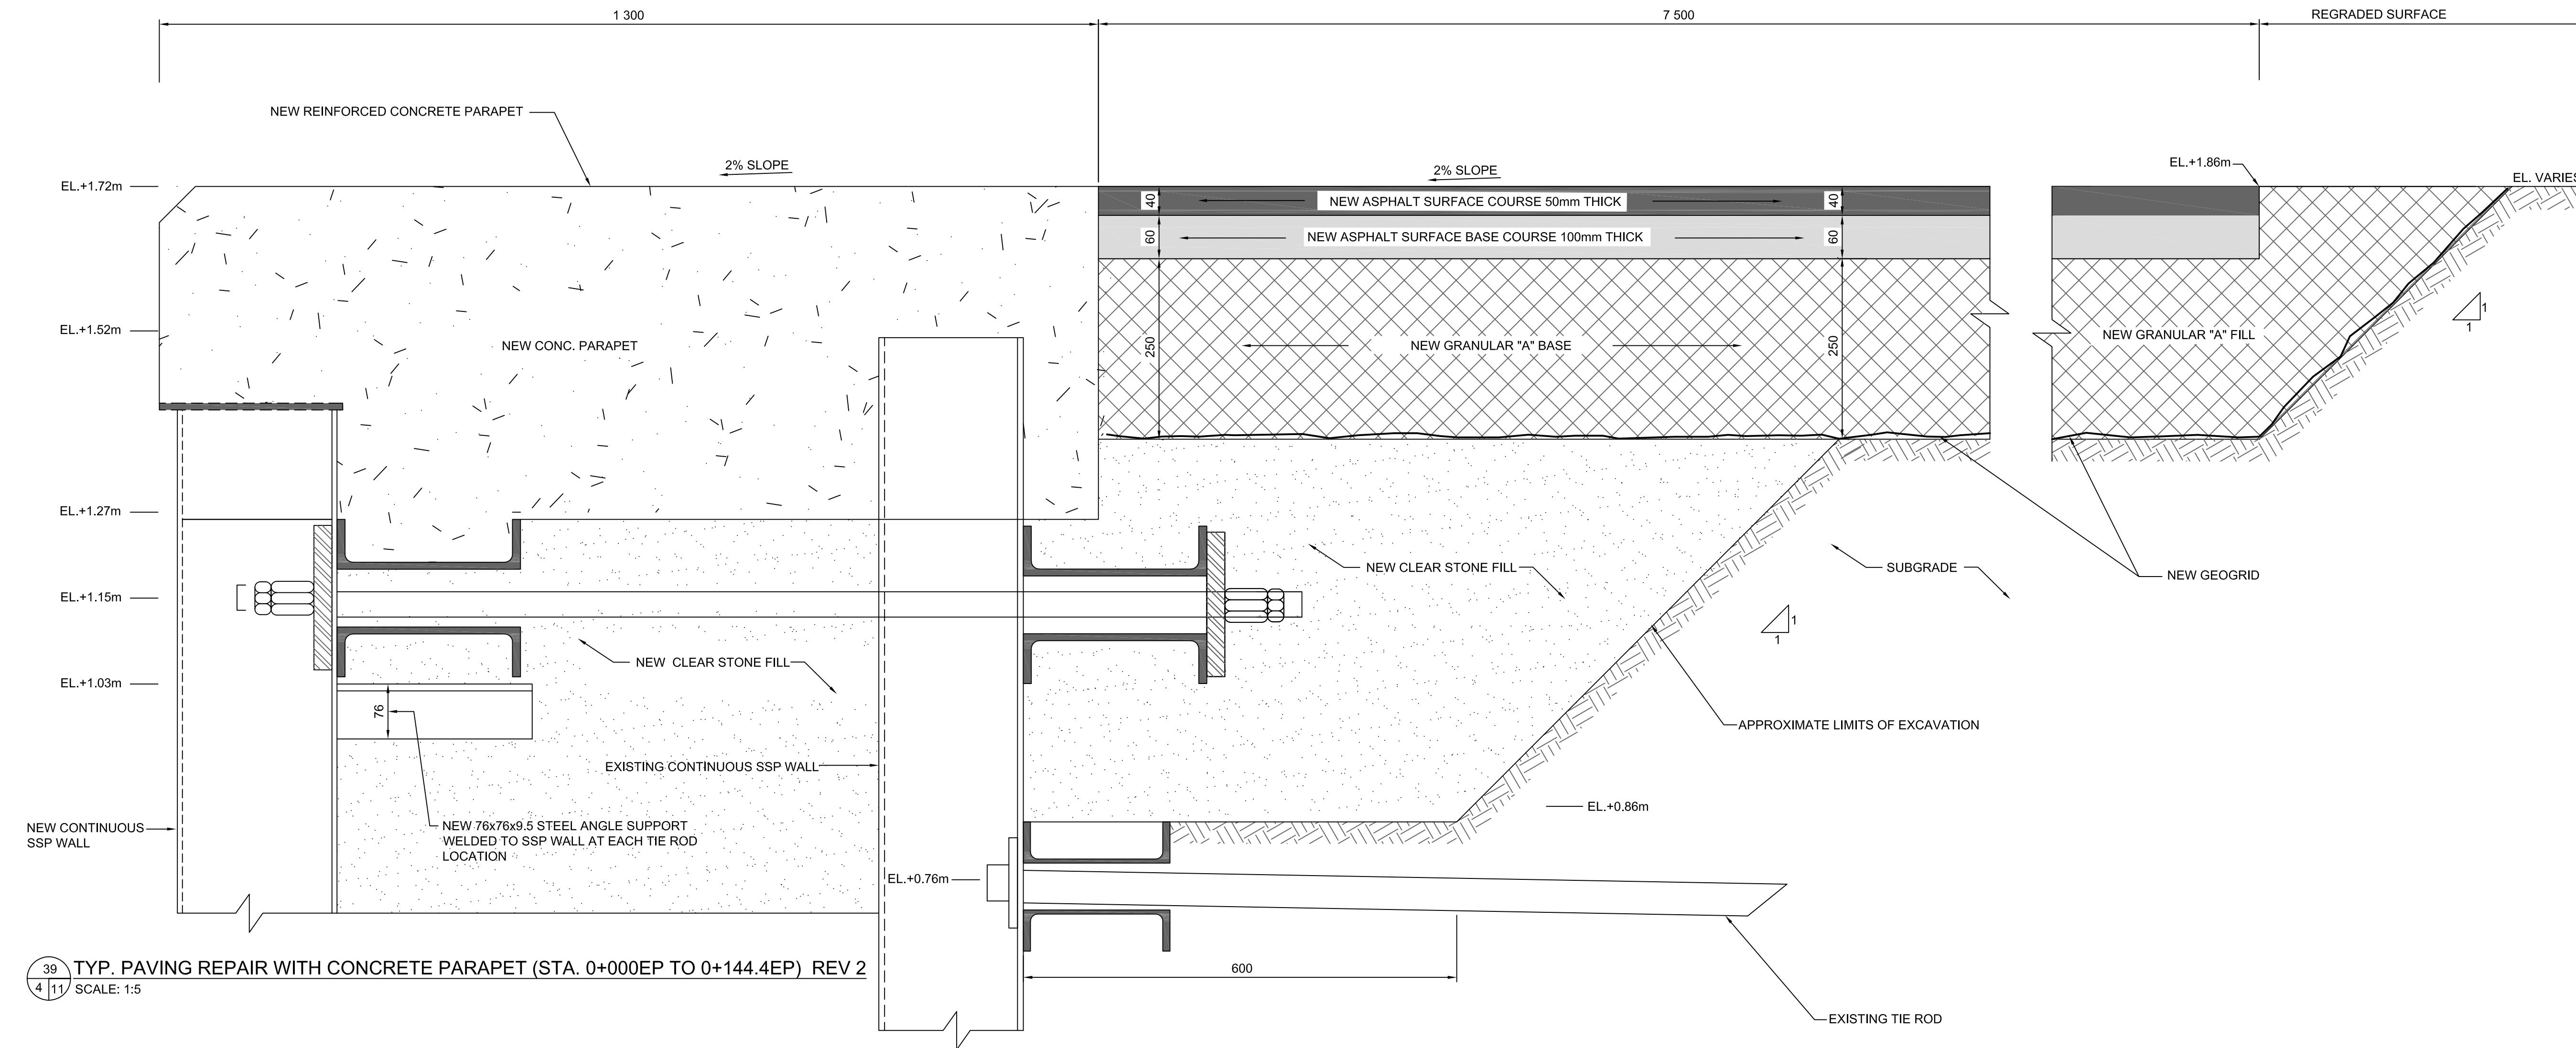 1 300
7 500
REGRADED SURFACE
NEW REINFORCED CONCRETE PARAPET
2% SLOPE
2% SLOPE
EL.+1.86m
EL. VARIES
EL.+1.72m
40
NEW ASPHALT SURFACE COURSE 50mm THICK
40
60
NEW ASPHALT SURFACE BASE COURSE 100mm THICK
60
EL.+1.52m
NEW CONC. PARAPET
250
NEW GRANULAR "A" BASE
250
NEW GRANULAR "A" FILL
1
1
EL.+1.27m
NEW CLEAR STONE FILL
SUBGRADE
NEW GEOGRID
EL.+1.15m
1
1
NEW CLEAR STONE FILL
EL.+1.03m
76
APPROXIMATE LIMITS OF EXCAVATION
EXISTING CONTINUOUS SSP WALL
EL.+0.86m
NEW CONTINUOUS
SSP WALL
NEW 76x76x9.5 STEEL ANGLE SUPPORT
WELDED TO SSP WALL AT EACH TIE ROD
LOCATION
EL.+0.76m
39
4 11
TYP. PAVING REPAIR WITH CONCRETE PARAPET (STA. 0+000EP TO 0+144.4EP) REV 2
SCALE: 1:5
600
EXISTING TIE ROD